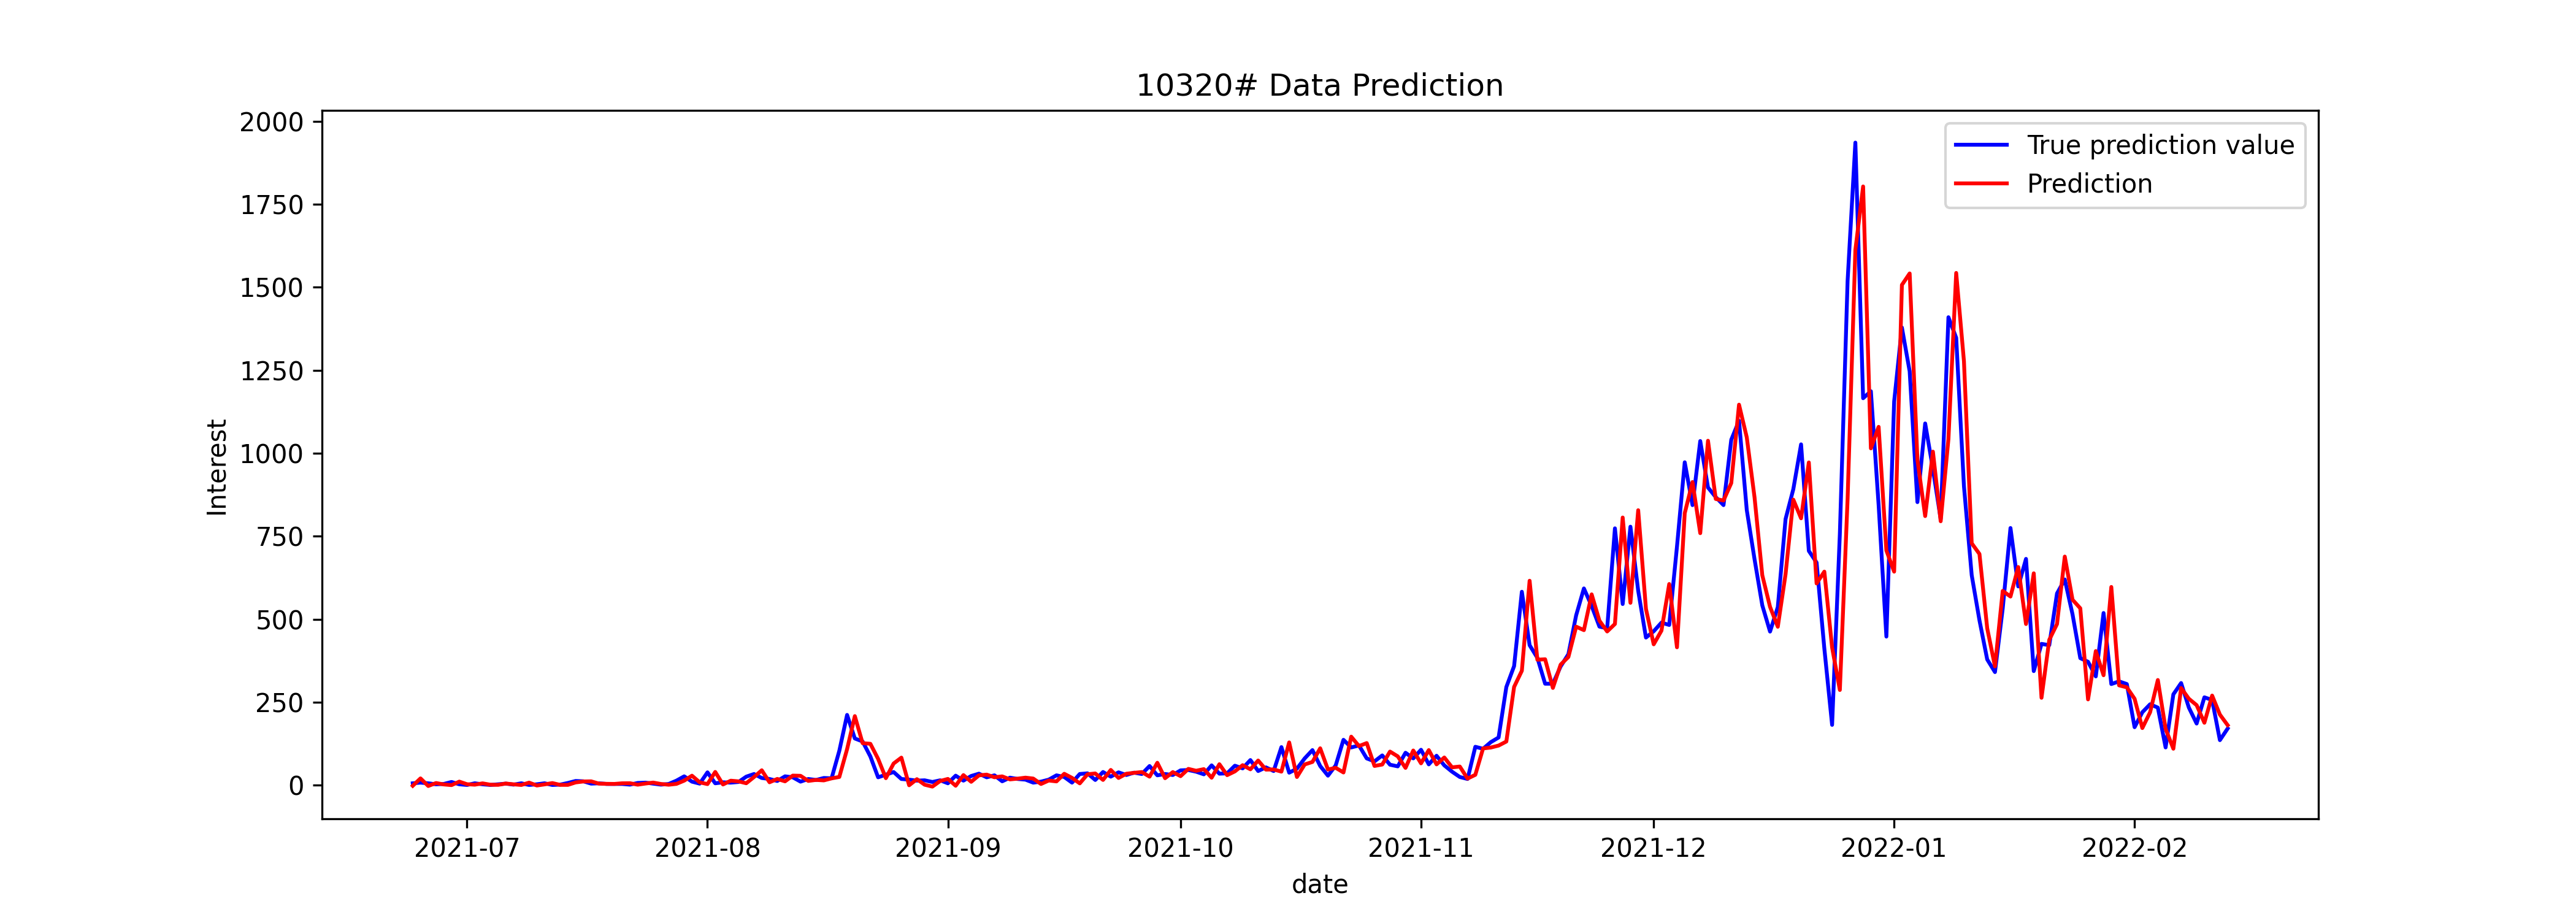 10320# Data Prediction
True prediction value
Prediction
2000
1750
1500
1250
1000
750
500
250
0
Interest
2021-07 2021-08 2021-09 2021-10 2021-11 2021-12 2022-01 2022-02
date